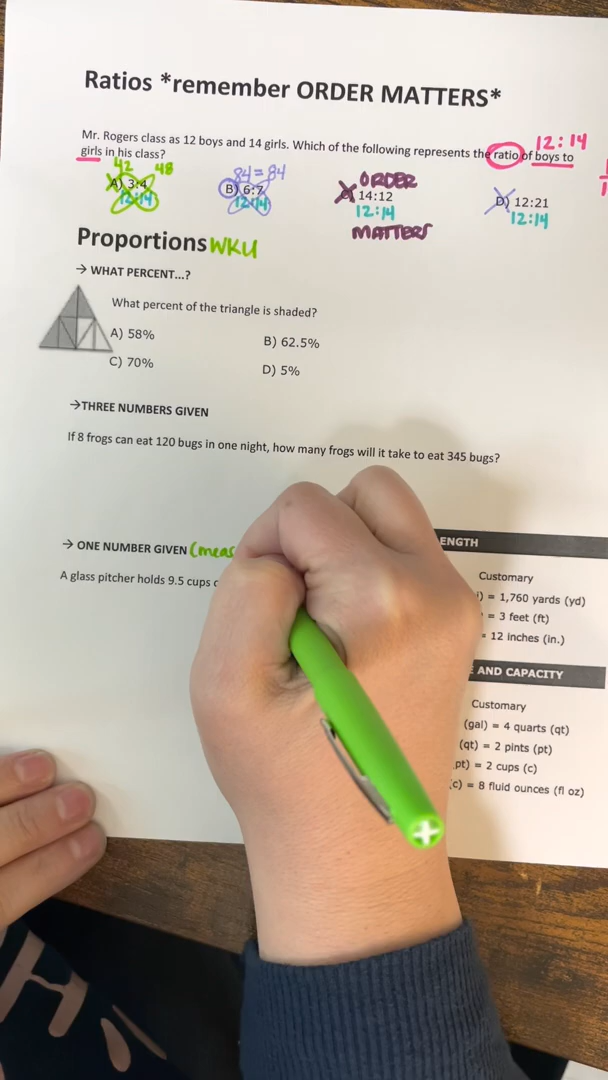 Ratios *remember ORDER MATTERS*
12:14
Mr. Rogers class as 12 boys and 14 girls. Which of the following represents the ratio of boys to
girls in his class?
42 48
A) 3:4
12:14
84=84
B) 6:7
12:14
ORDER
14:12
12:14
MATTERS
D) 12:21
12:14
Proportions WKU
→ WHAT PERCENT...?
What percent of the triangle is shaded?
A) 58%
B) 62.5%
C) 70%
D) 5%
→THREE NUMBERS GIVEN
If 8 frogs can eat 120 bugs in one night, how many frogs will it take to eat 345 bugs?
→ ONE NUMBER GIVEN (meas
A glass pitcher holds 9.5 cups
ENGTH
Customary
) = 1,760 yards (yd)
= 3 feet (ft)
= 12 inches (in.)
AND CAPACITY
Customary
(gal) = 4 quarts (qt)
(qt) = 2 pints (pt)
pt) = 2 cups (c)
(c) = 8 fluid ounces (fl oz)